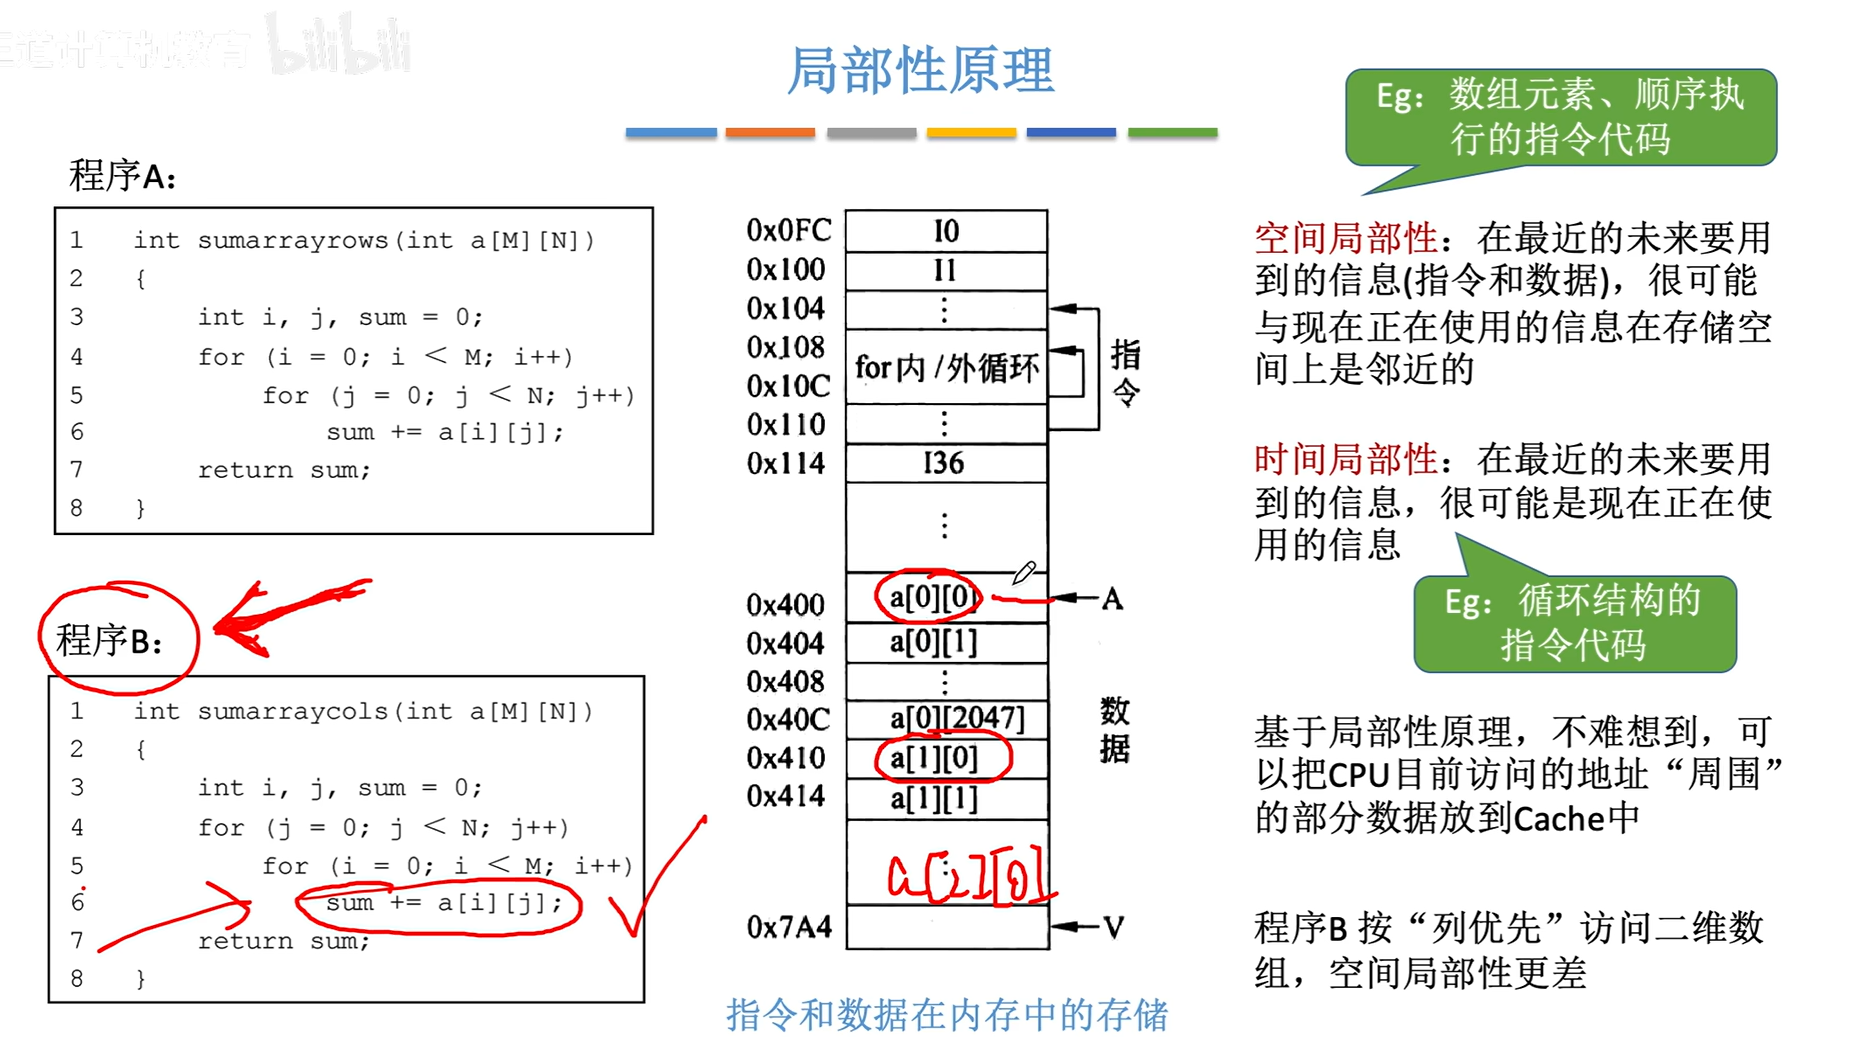 王道计算机教育 bilibili
局部性原理
Eg：数组元素、顺序执
行的指令代码
程序A：
1 int sumarrayrows(int a[M][N])
2 {
3 int i, j, sum = 0;
4 for (i = 0; i < M; i++)
5 for (j = 0; j < N; j++)
6 sum += a[i][j];
7 return sum;
8 }
程序B：
1 int sumarraycols(int a[M][N])
2 {
3 int i, j, sum = 0;
4 for (j = 0; j < N; j++)
5 for (i = 0; i < M; i++)
6 sum += a[i][j];
7 return sum;
8 }
0x0FC I0
0x100 I1
0x104 ⋮
0x108
for内/外循环
0x10C
0x110 ⋮
0x114 I36
⋮
指令
0x400 a[0][0] A
0x404 a[0][1]
0x408 ⋮
0x40C a[0][2047]
0x410 a[1][0]
0x414 a[1][1]
数据
a[2][0]
0x7A4 V
指令和数据在内存中的存储
空间局部性：在最近的未来要用
到的信息(指令和数据)，很可能
与现在正在使用的信息在存储空
间上是邻近的
时间局部性：在最近的未来要用
到的信息，很可能是现在正在使
用的信息
Eg：循环结构的
指令代码
基于局部性原理，不难想到，可
以把CPU目前访问的地址“周围”
的部分数据放到Cache中
程序B 按“列优先”访问二维数
组，空间局部性更差